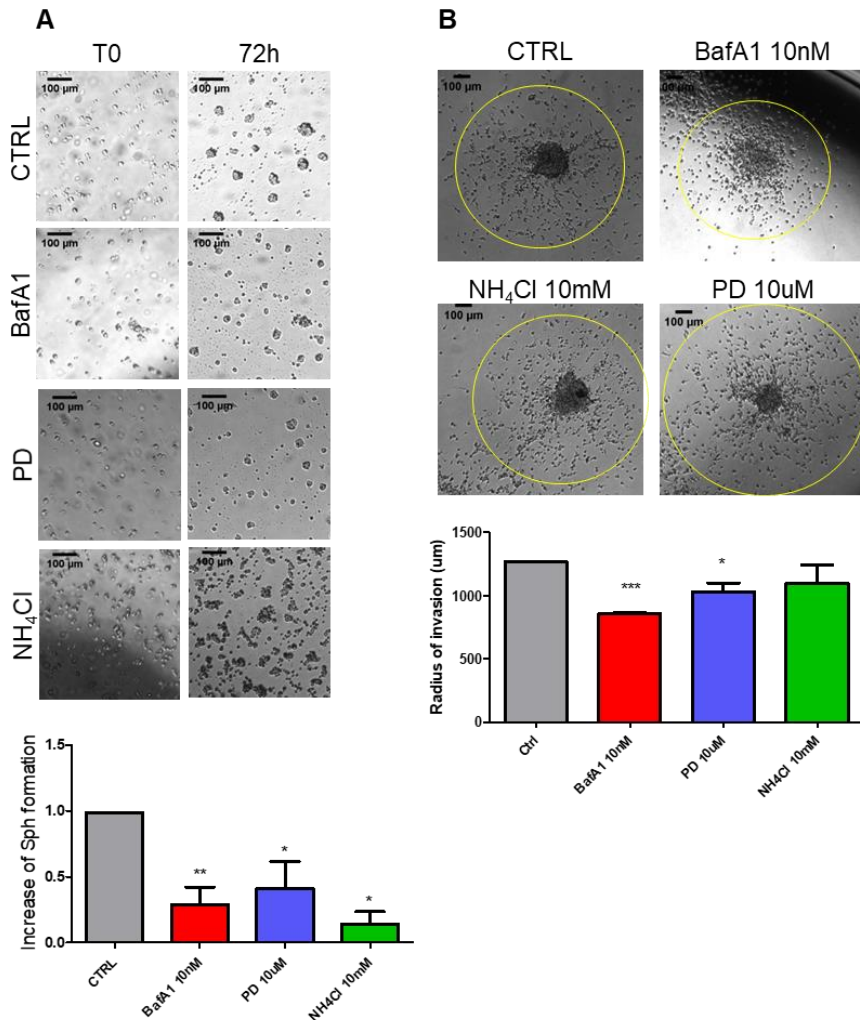 A
T0 72h
CTRL
100 µm
100 µm
BafA1
100 µm
100 µm
PD
100 µm
100 µm
NH₄Cl
100 µm
100 µm
Increase of Sph formation
1.5
1.0
0.5
0.0
**
*
*
CTRL
BafA1 10nM
PD 10uM
NH4Cl 10mM
B
CTRL BafA1 10nM
100 µm
00 µm
NH₄Cl 10mM PD 10uM
100 µm
100 µm
Radius of invasion (um)
1500
1000
500
0
***
*
Ctrl
BafA1 10nM
PD 10uM
NH4Cl 10mM